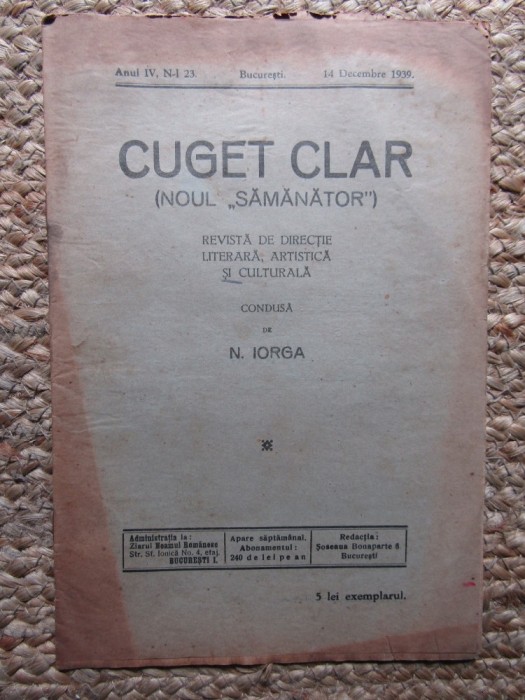 Anul IV, N-l 23. București. 14 Decembre 1939.
CUGET CLAR
(NOUL „SĂMĂNĂTOR”)
REVISTĂ DE DIRECȚIE
LITERARĂ, ARTISTICĂ
ȘI CULTURALĂ
CONDUSĂ
DE
N. IORGA
Administrația la:
Ziarul Neamul Românesc
Str. Sf. Ionică No. 4, etaj.
BUCUREȘTI I.
Apare săptămânal.
Abonamentul:
240 de lei pe an
Redacția:
Șoseaua Bonaparte 6.
București
5 lei exemplarul.